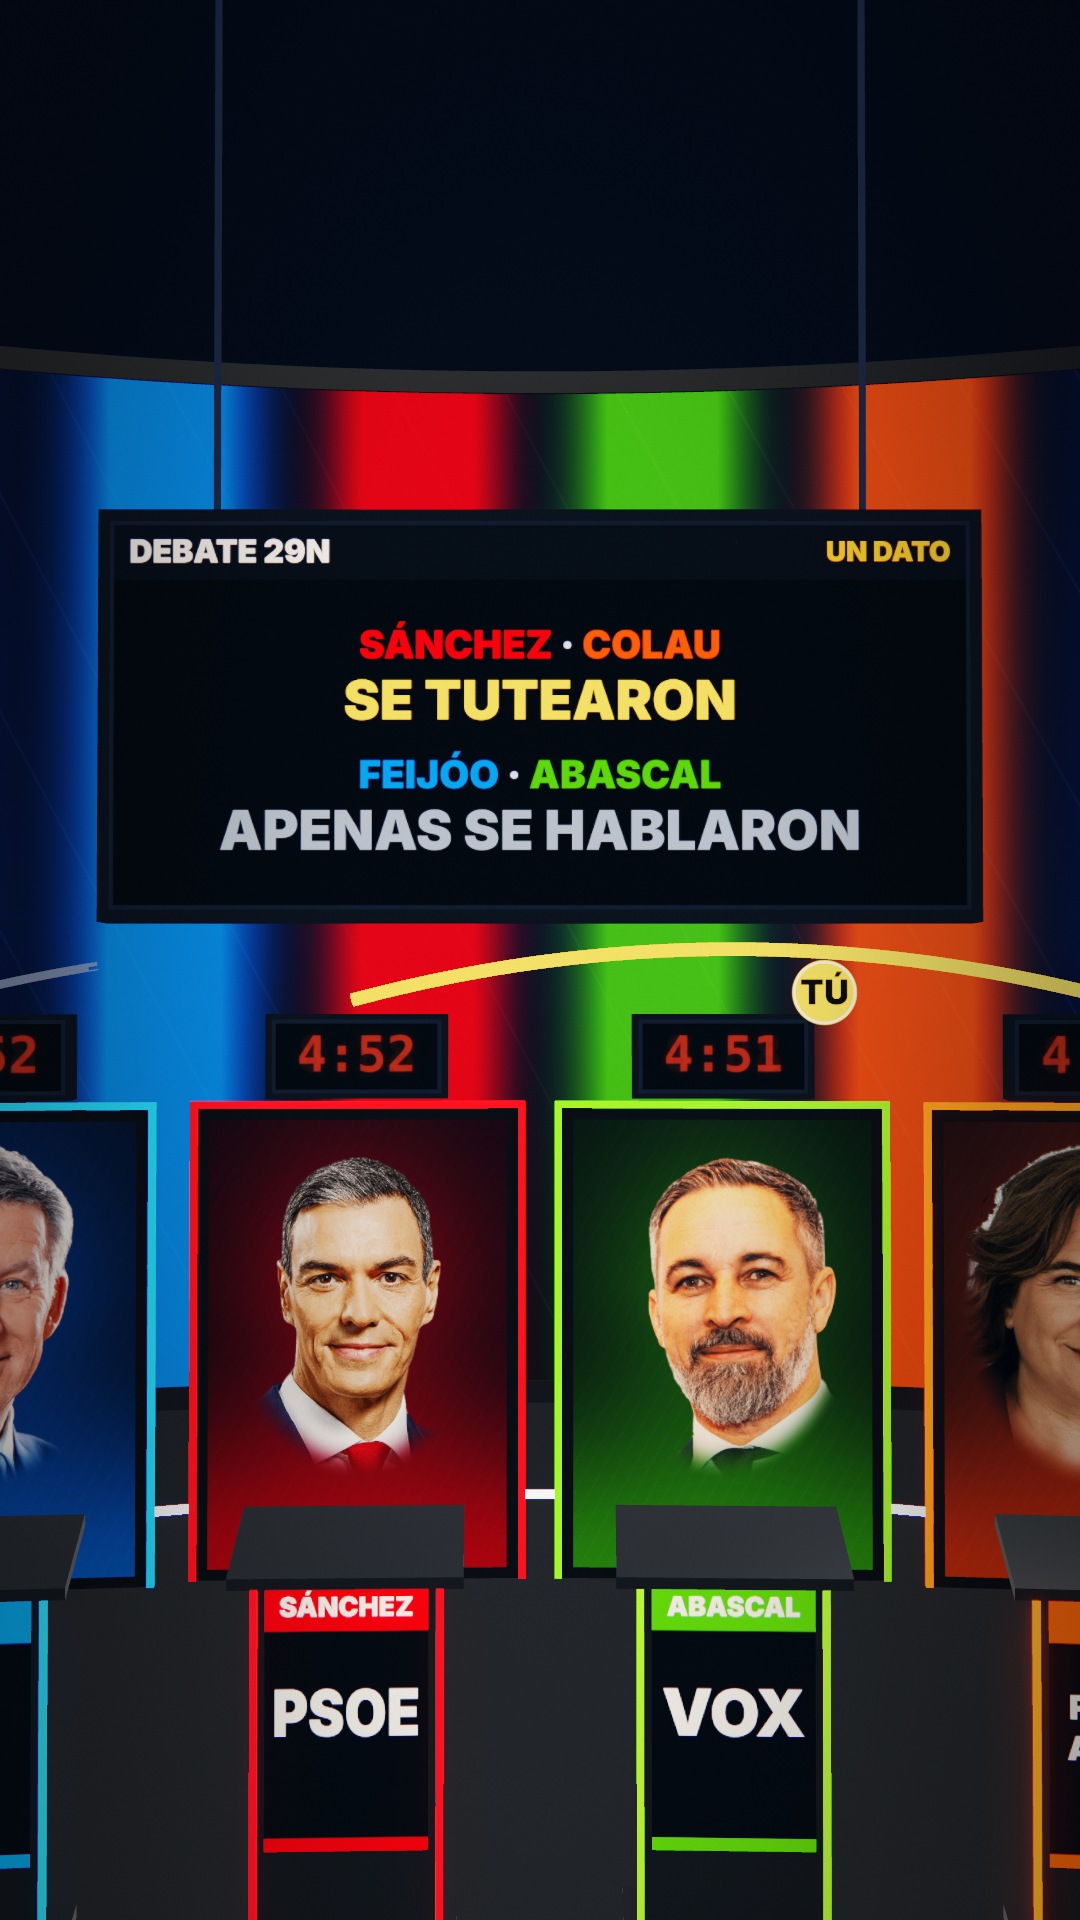 DEBATE 29N
UN DATO
SÁNCHEZ · COLAU
SE TUTEARON
FEIJÓO · ABASCAL
APENAS SE HABLARON
TÚ
4:52
4:51
SÁNCHEZ
ABASCAL
PSOE
VOX